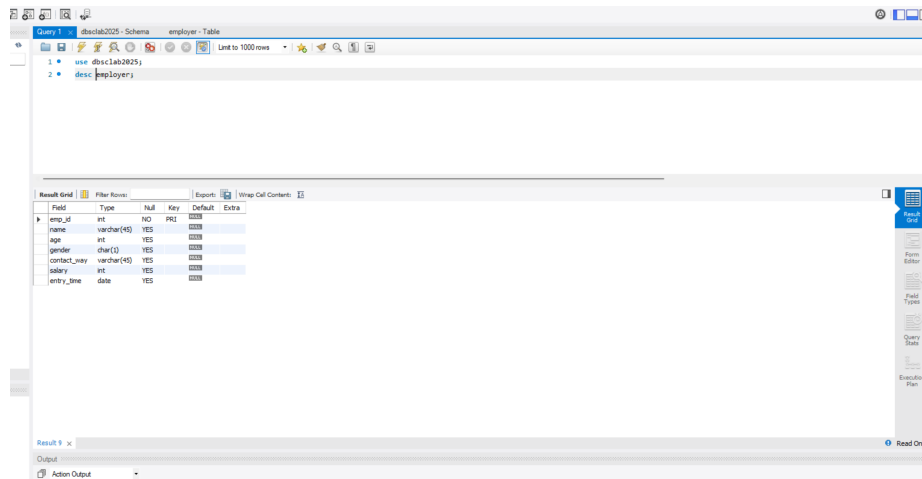 Query 1 × dbsclab2025 - Schema employer - Table
Limit to 1000 rows
1 use dbsclab2025;
2 desc employer;
Result Grid Filter Rows: Export: Wrap Cell Content:
Field Type Null Key Default Extra
emp_id int NO PRI NULL
name varchar(45) YES NULL
age int YES NULL
gender char(1) YES NULL
contact_way varchar(45) YES NULL
salary int YES NULL
entry_time date YES NULL
Result
Grid
Form
Editor
Field
Types
Query
Stats
Execution
Plan
Result 9 × Read On
Output
Action Output